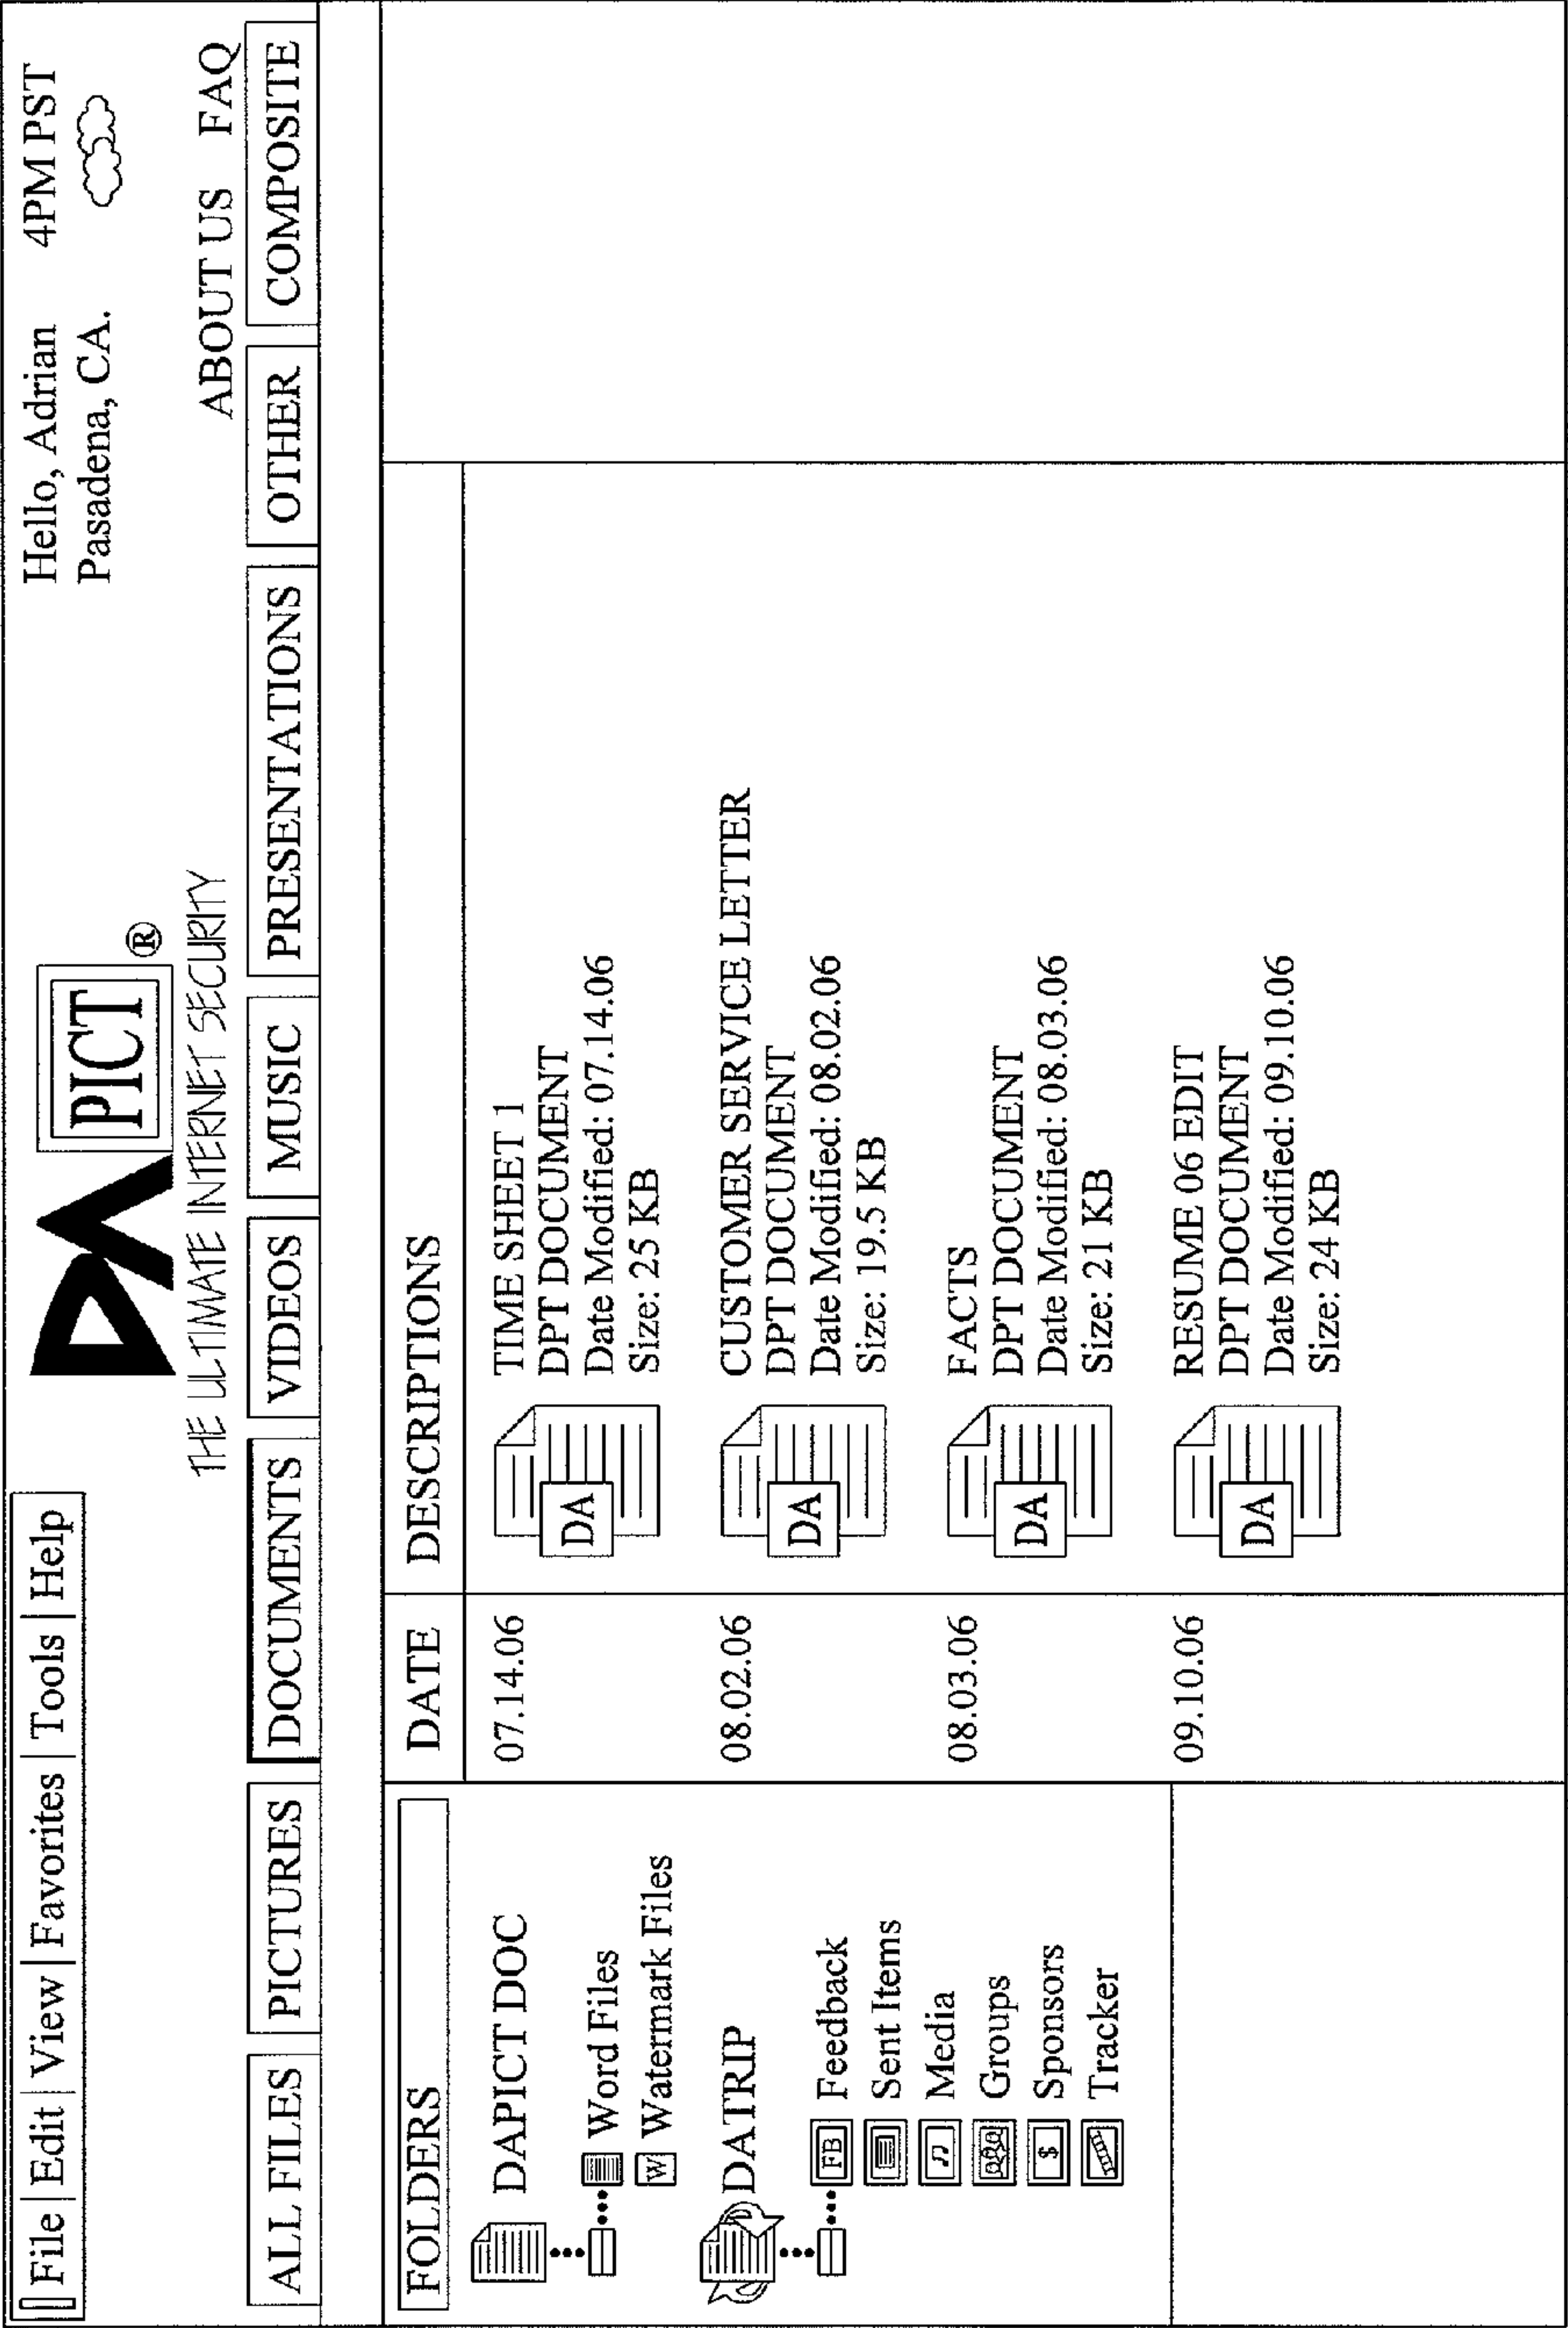 File | Edit | View | Favorites | Tools | Help
Hello, Adrian 4PM PST
Pasadena, CA.
DAPICT®
THE ULTIMATE INTERNET SECURITY
ABOUT US FAQ
ALL FILES PICTURES DOCUMENTS VIDEOS MUSIC PRESENTATIONS OTHER COMPOSITE
FOLDERS
DAPICT DOC
Word Files
W Watermark Files
DATRIP
FB Feedback
Sent Items
Media
Groups
$ Sponsors
Tracker
DATE DESCRIPTIONS
07.14.06 TIME SHEET 1
DA DPT DOCUMENT
Date Modified: 07.14.06
Size: 25 KB
08.02.06 CUSTOMER SERVICE LETTER
DA DPT DOCUMENT
Date Modified: 08.02.06
Size: 19.5 KB
08.03.06 FACTS
DA DPT DOCUMENT
Date Modified: 08.03.06
Size: 21 KB
09.10.06 RESUME 06 EDIT
DA DPT DOCUMENT
Date Modified: 09.10.06
Size: 24 KB